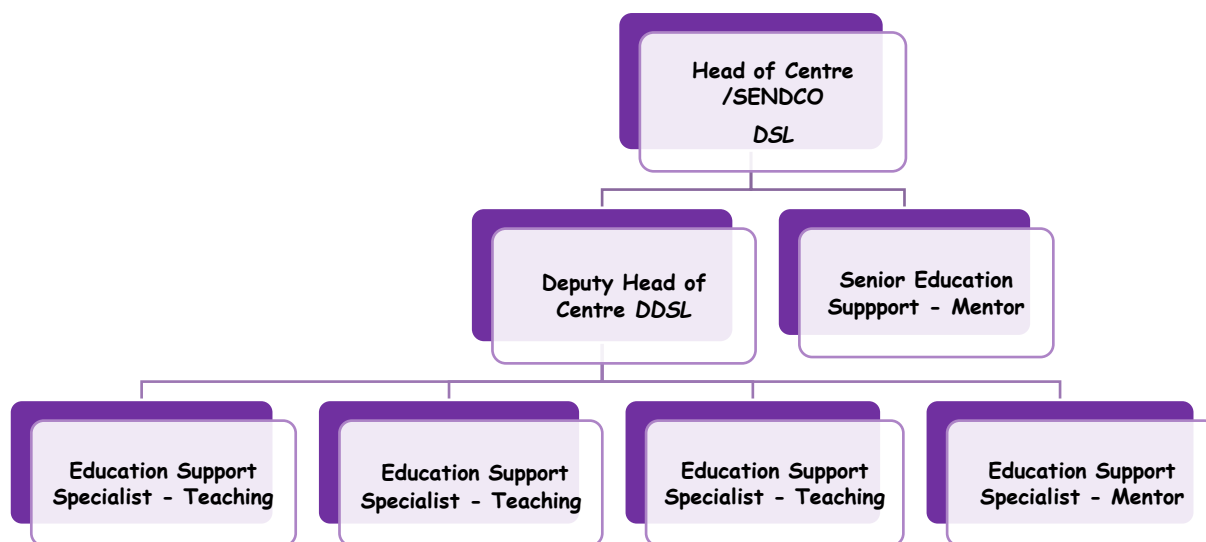 Head of Centre
/SENDCO
DSL
Deputy Head of
Centre DDSL
Senior Education
Suppport - Mentor
Education Support
Specialist - Teaching
Education Support
Specialist - Teaching
Education Support
Specialist - Teaching
Education Support
Specialist - Mentor